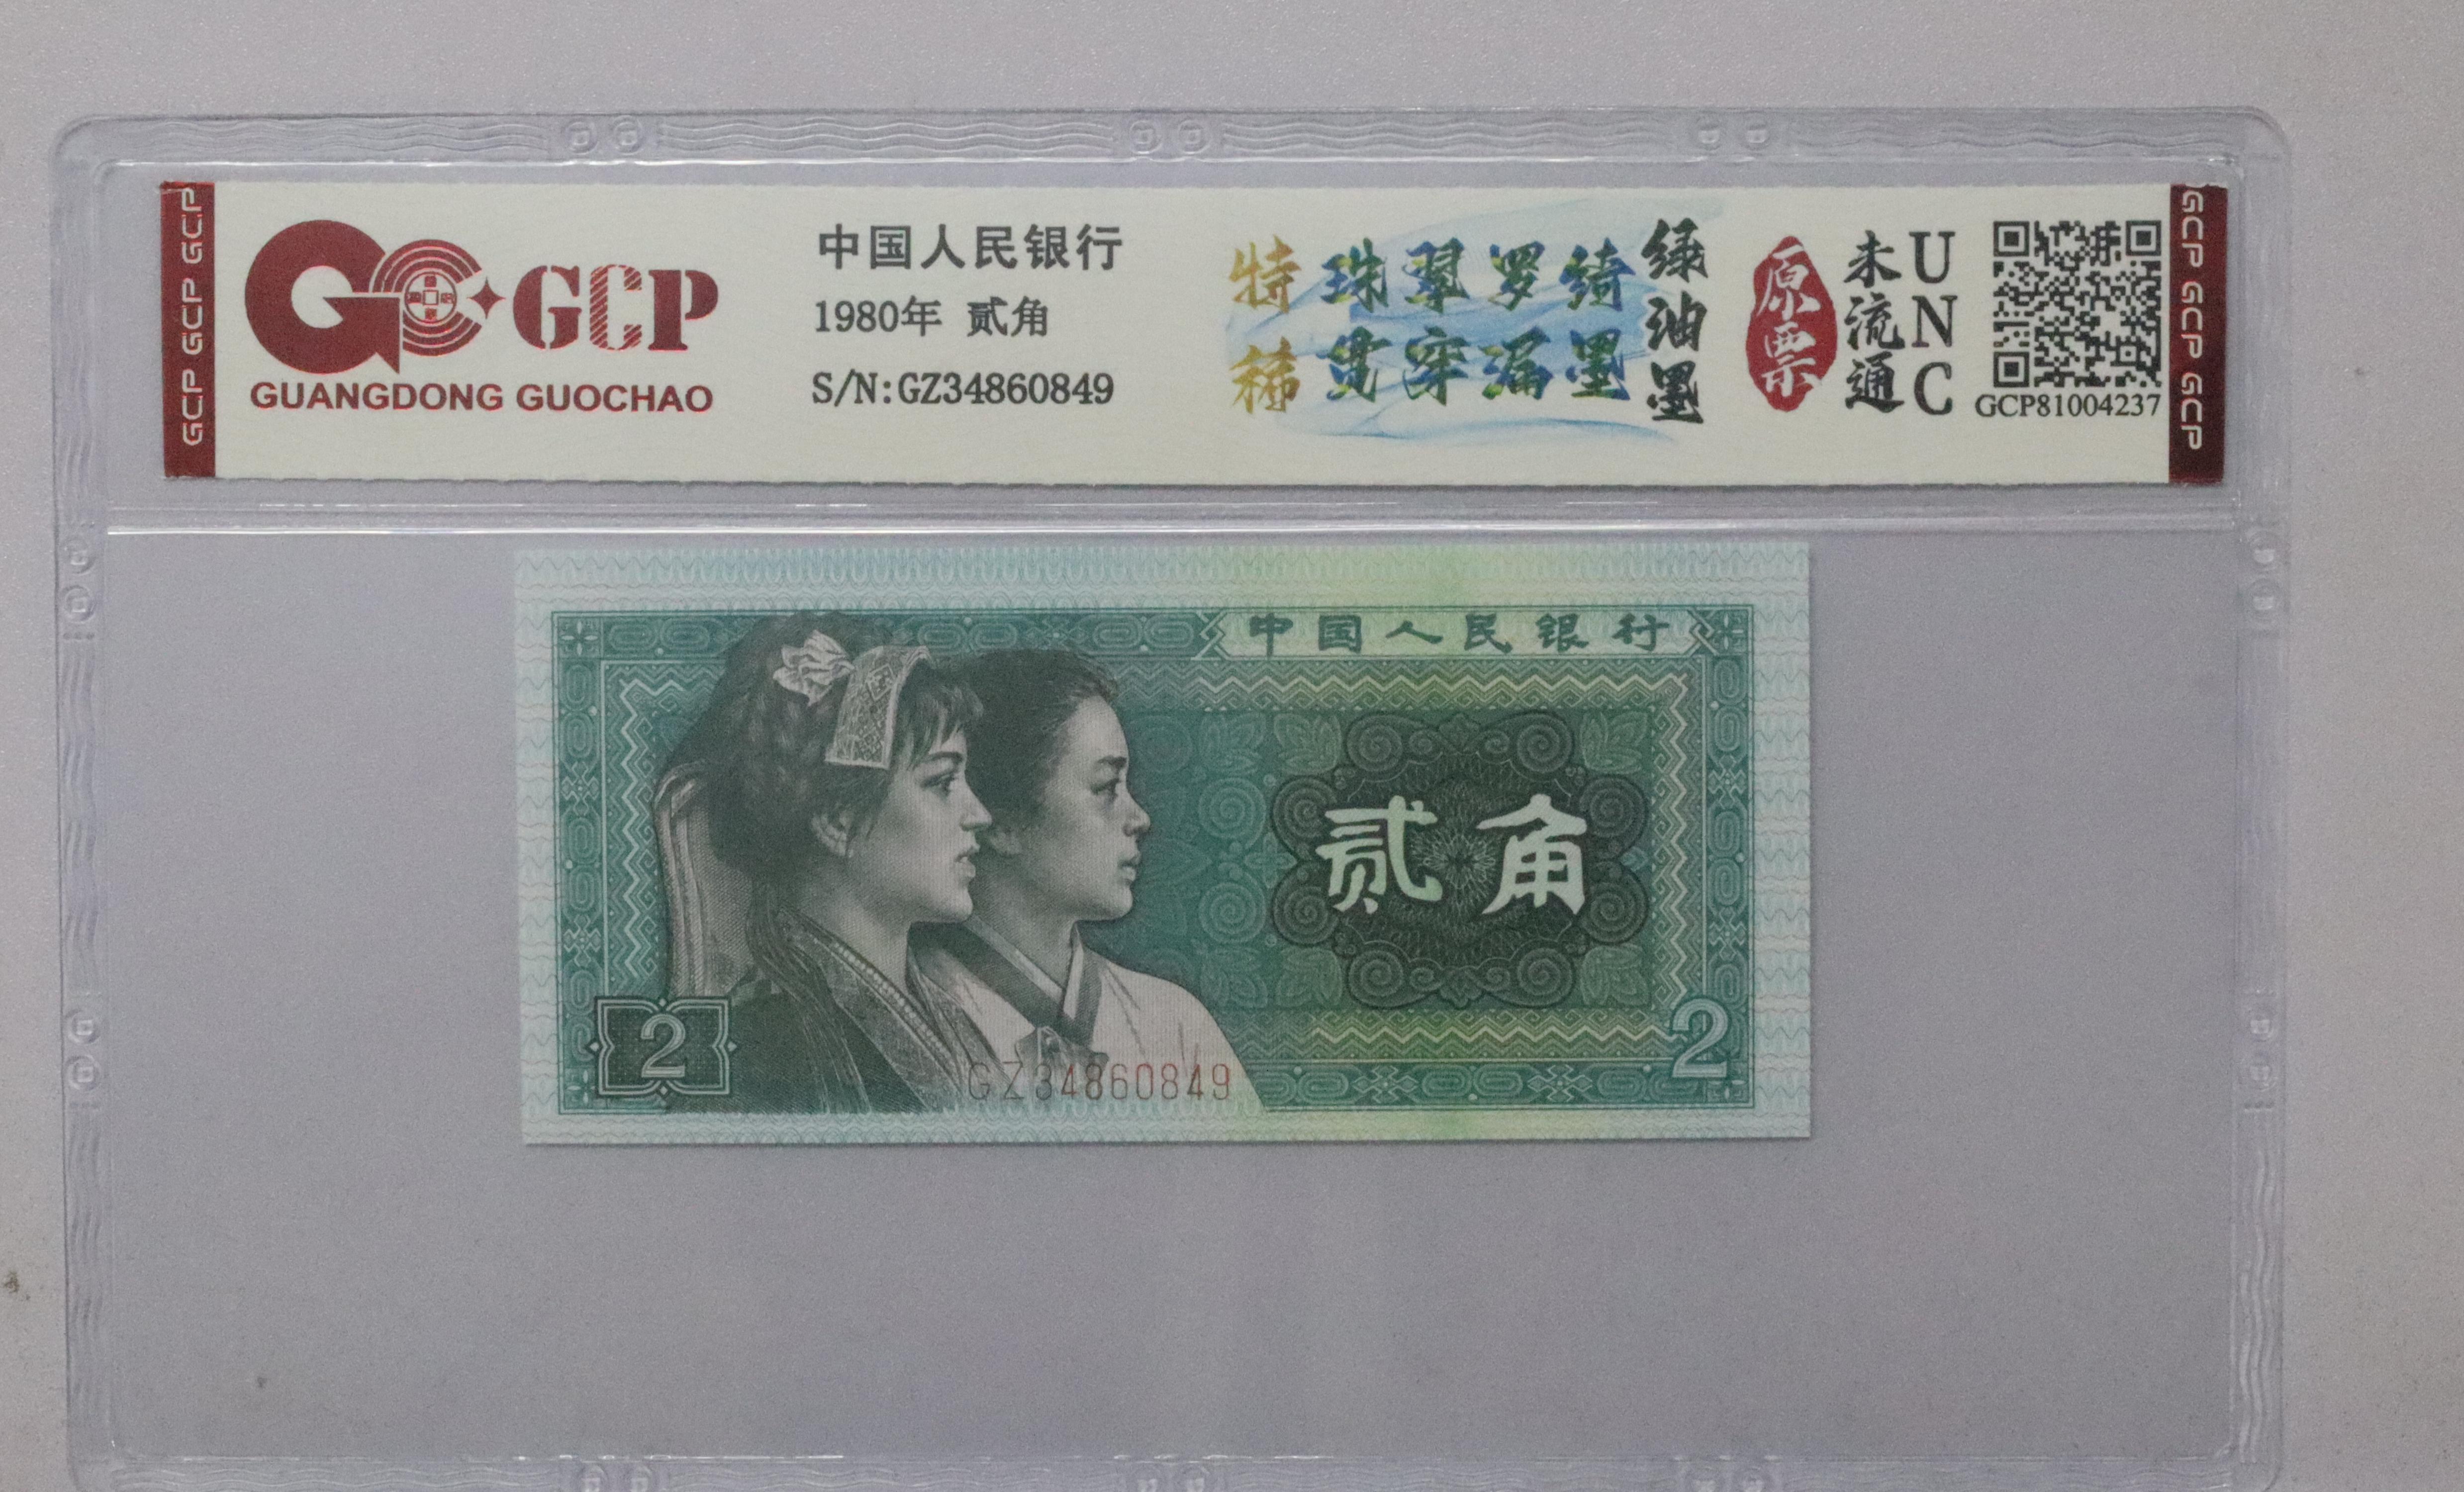 GCP GCP GCP
GCP
GUANGDONG GUOCHAO
中国人民银行
1980年 贰角
S/N:GZ34860849
特稀
珠翠罗绮
贯穿漏墨
绿油墨
原票
未流通
UNC
GCP81004237
GCP GCP GCP
中国人民银行
贰角
2
GZ34860849
2